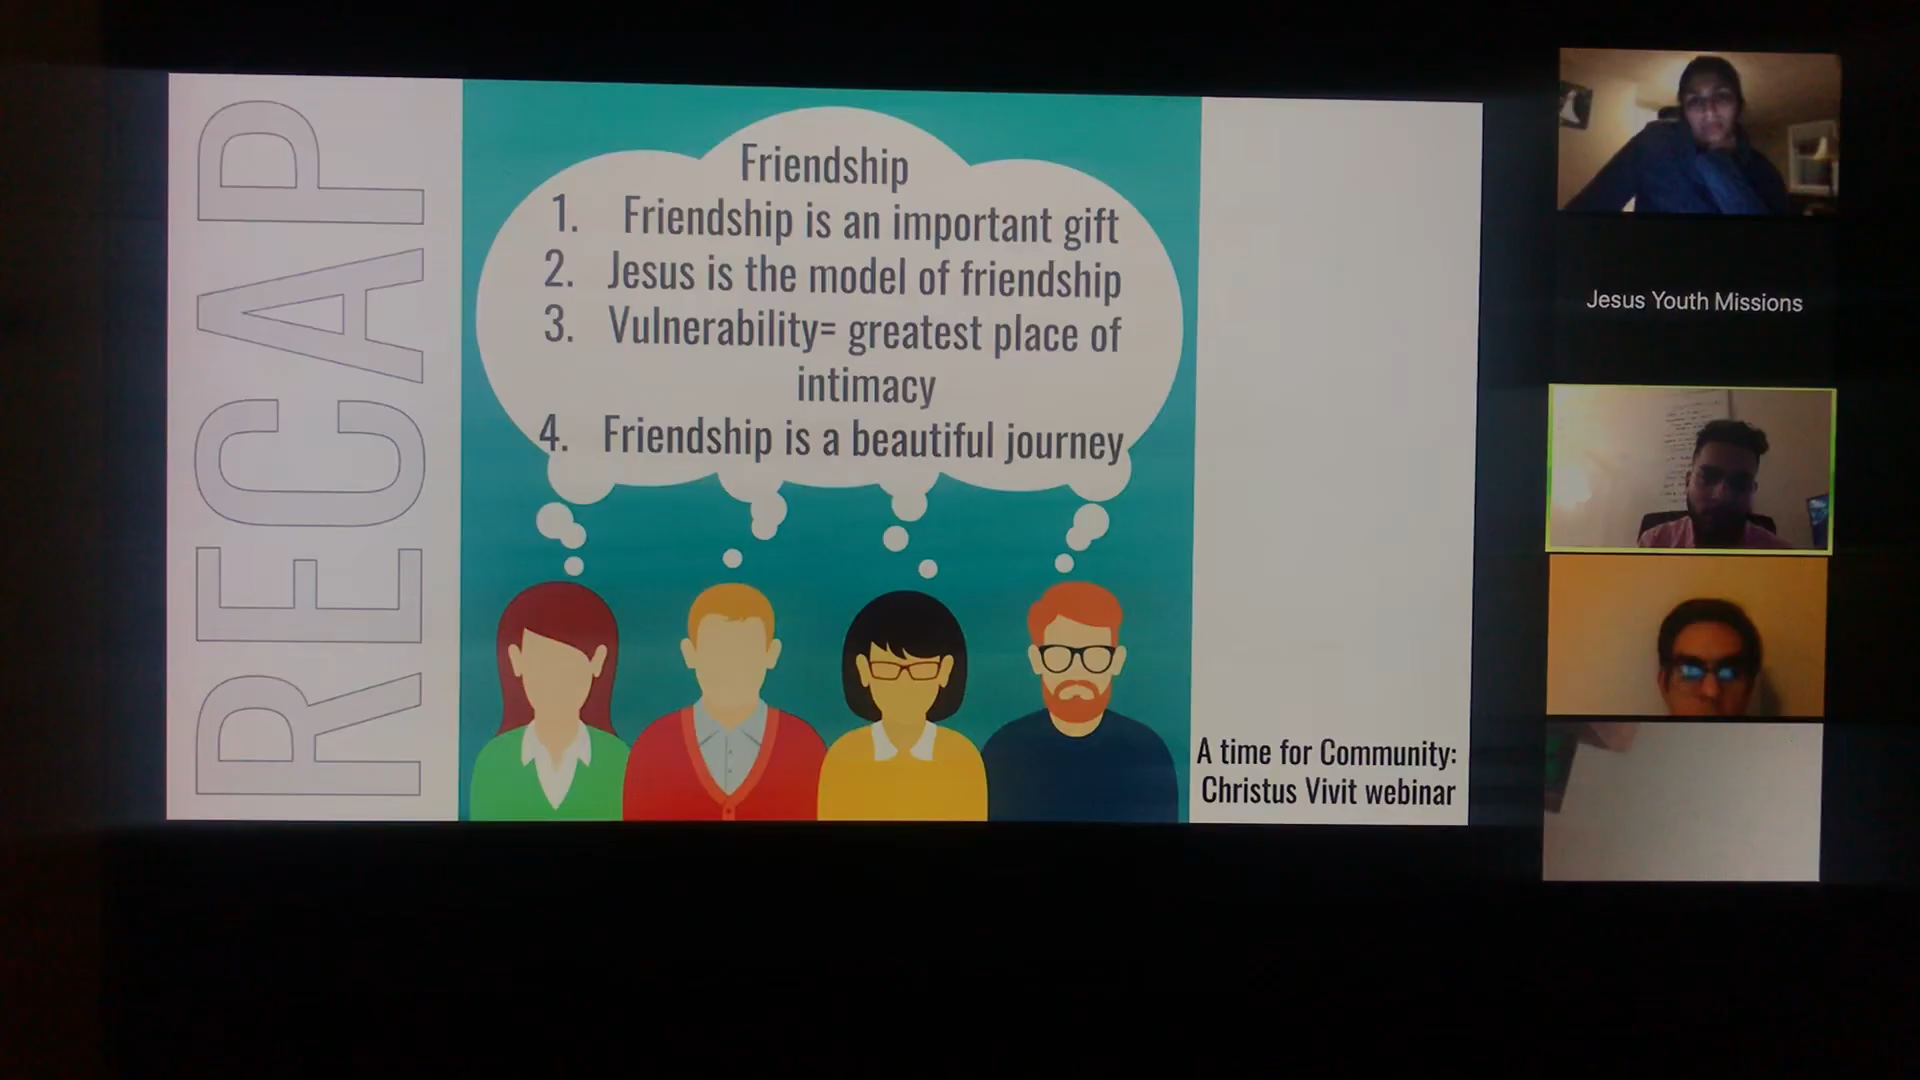 RECAP
Friendship
1. Friendship is an important gift
2. Jesus is the model of friendship
3. Vulnerability= greatest place of
intimacy
4. Friendship is a beautiful journey
A time for Community:
Christus Vivit webinar
Jesus Youth Missions